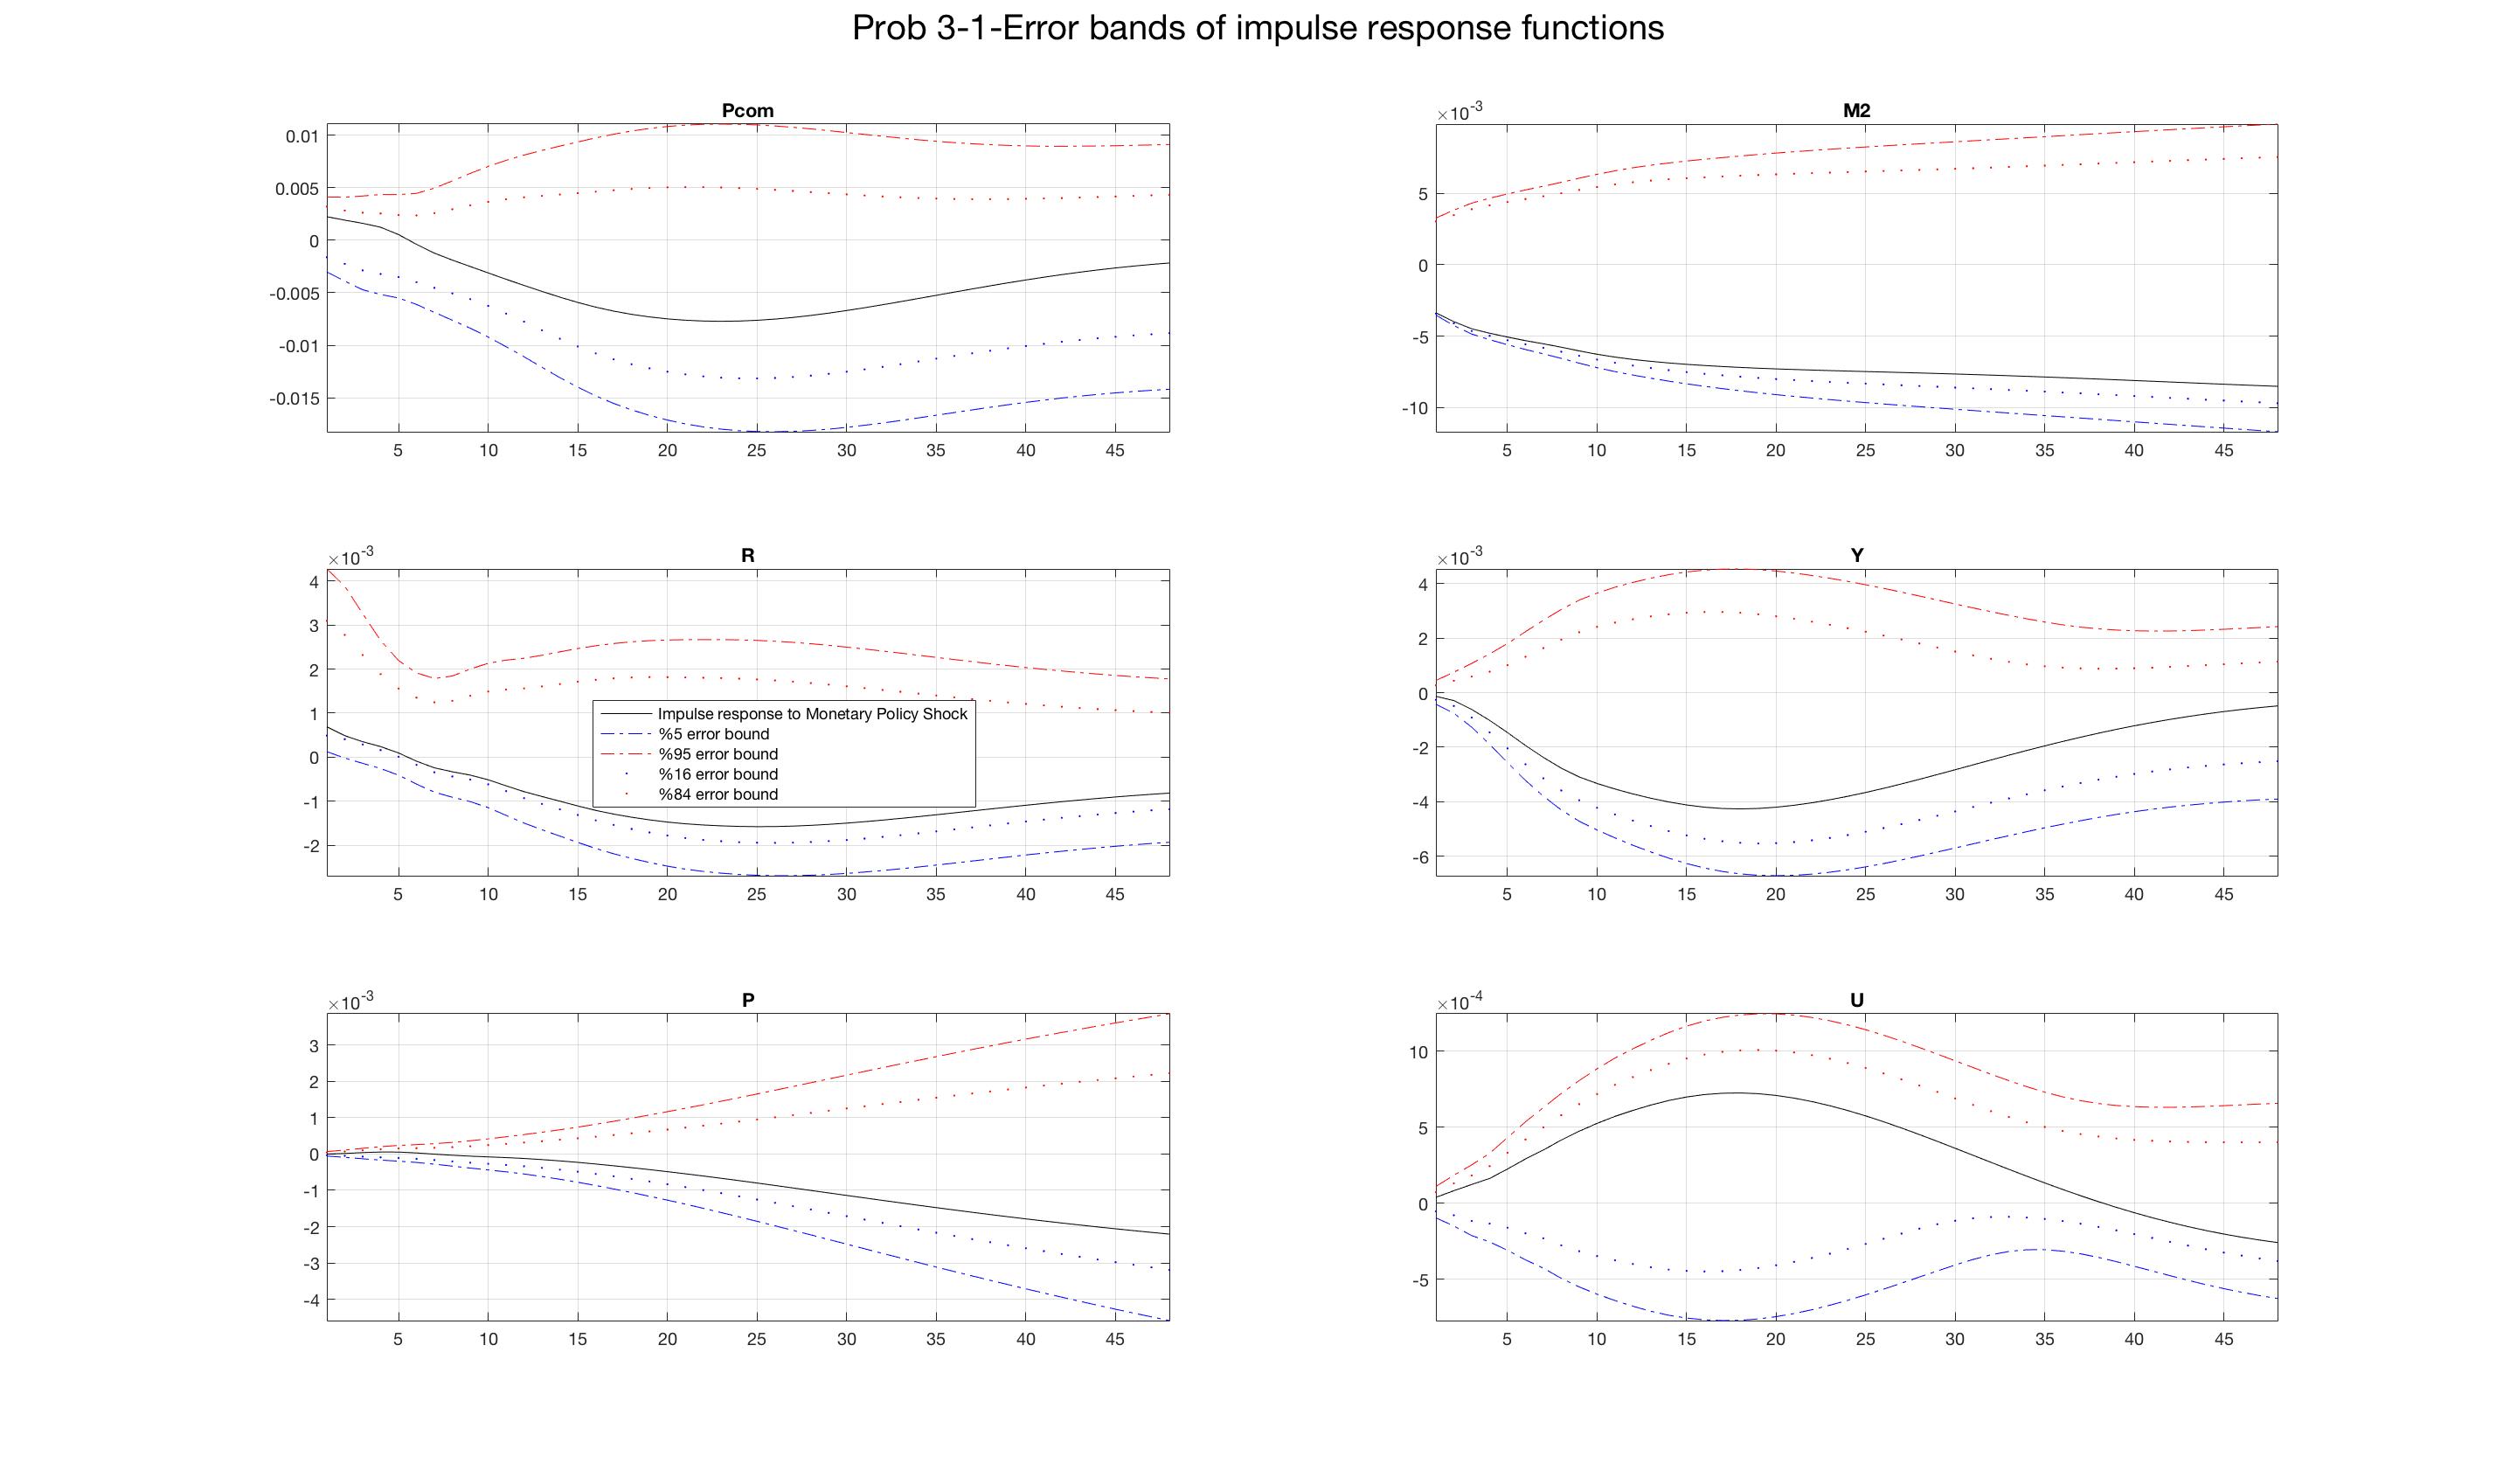 Prob 3-1-Error bands of impulse response functions
Pcom
0.01
0.005
0
-0.005
-0.01
-0.015
5 10 15 20 25 30 35 40 45
M2
×10-3
5
0
-5
-10
5 10 15 20 25 30 35 40 45
R
×10-3
4
3
2
1
0
-1
-2
5 10 15 20 25 30 35 40 45
Impulse response to Monetary Policy Shock
%5 error bound
%95 error bound
%16 error bound
%84 error bound
Y
×10-3
4
2
0
-2
-4
-6
5 10 15 20 25 30 35 40 45
P
×10-3
3
2
1
0
-1
-2
-3
-4
5 10 15 20 25 30 35 40 45
U
×10-4
10
5
0
-5
5 10 15 20 25 30 35 40 45